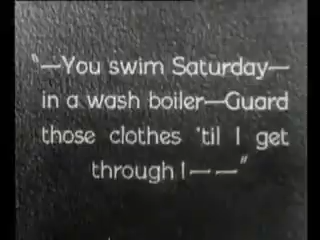 "—You swim Saturday—
in a wash boiler—Guard
those clothes 'til I get
through!——"